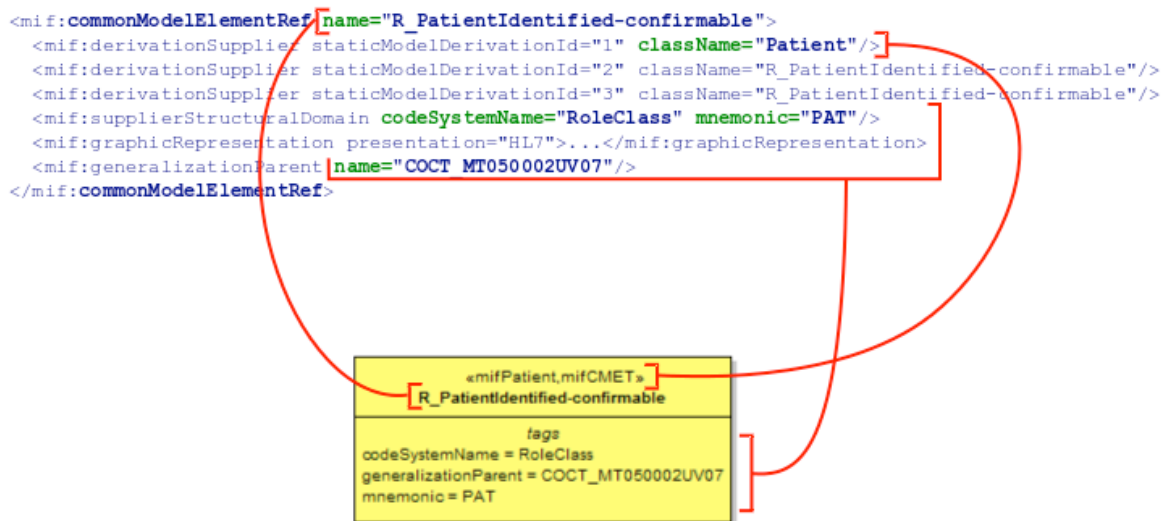 <mif:commonModelElementRef name="R_PatientIdentified-confirmable">
<mif:derivationSupplier staticModelDerivationId="1" className="Patient"/>
<mif:derivationSupplier staticModelDerivationId="2" className="R_PatientIdentified-confirmable"/>
<mif:derivationSupplier staticModelDerivationId="3" className="R_PatientIdentified-confirmable"/>
<mif:supplierStructuralDomain codeSystemName="RoleClass" mnemonic="PAT"/>
<mif:graphicRepresentation presentation="HL7">...</mif:graphicRepresentation>
<mif:generalizationParent name="COCT_MT050002UV07"/>
</mif:commonModelElementRef>
«mifPatient,mifCMET»
R_PatientIdentified-confirmable
tags
codeSystemName = RoleClass
generalizationParent = COCT_MT050002UV07
mnemonic = PAT